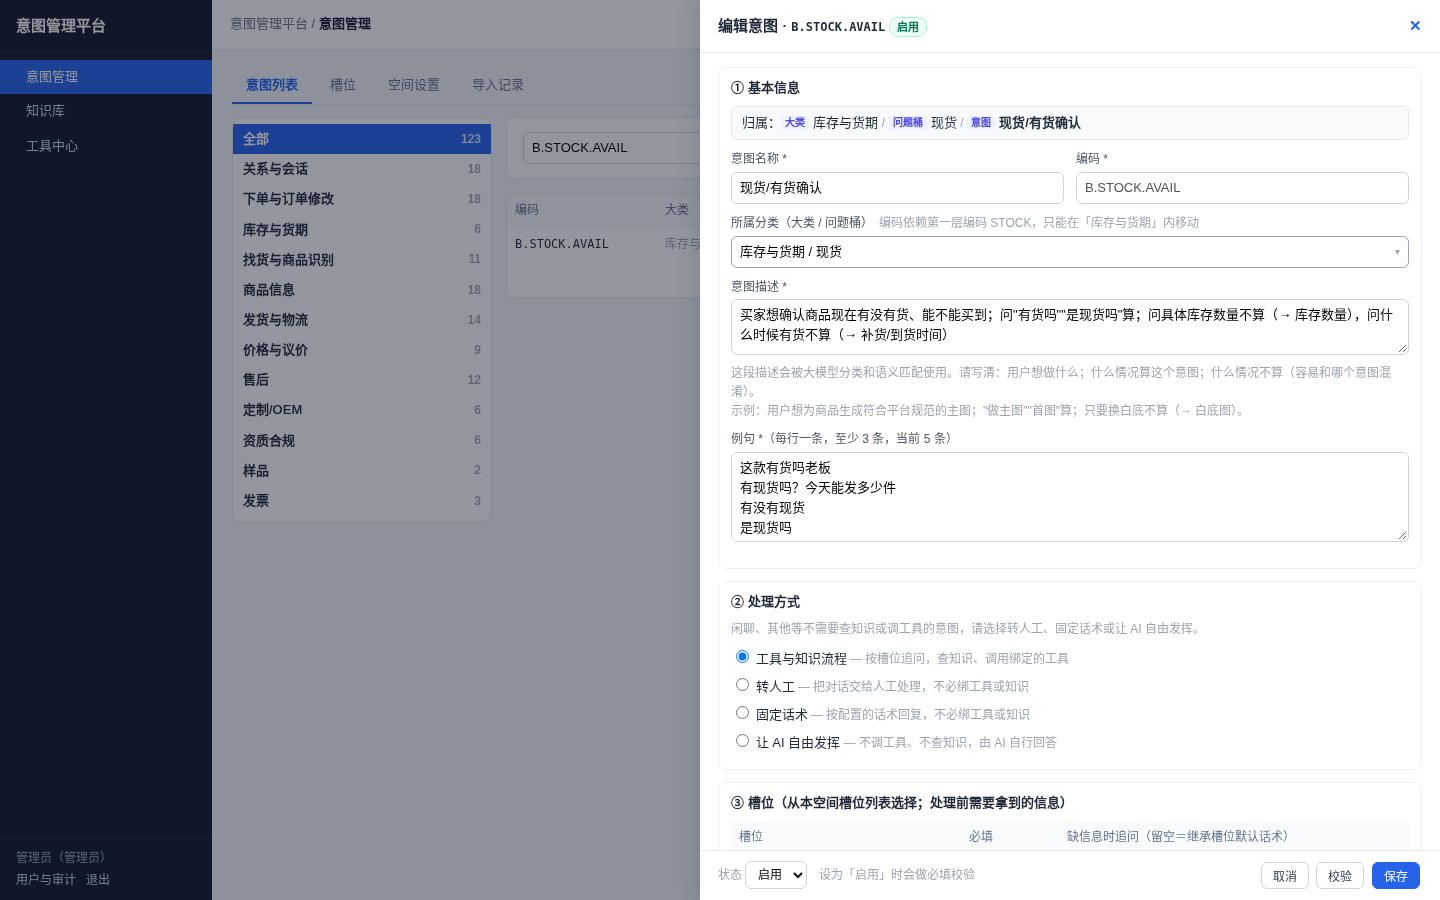 意图管理平台
意图管理
知识库
工具中心
管理员（管理员）
用户与审计 退出
意图管理平台 / 意图管理
意图列表 槽位 空间设置 导入记录
全部 123
关系与会话 18
下单与订单修改 18
库存与货期 6
找货与商品识别 11
商品信息 18
发货与物流 14
价格与议价 9
售后 12
定制/OEM 6
资质合规 6
样品 2
发票 3
B.STOCK.AVAIL
编码 大类
B.STOCK.AVAIL 库存与
编辑意图 · B.STOCK.AVAIL 启用 ×
① 基本信息
归属： 大类 库存与货期 / 问题桶 现货 / 意图 现货/有货确认
意图名称 * 编码 *
现货/有货确认 B.STOCK.AVAIL
所属分类（大类 / 问题桶） 编码依赖第一层编码 STOCK，只能在「库存与货期」内移动
库存与货期 / 现货 ▾
意图描述 *
买家想确认商品现在有没有货、能不能买到；问"有货吗""是现货吗"算；问具体库存数量不算（→ 库存数量），问什
么时候有货不算（→ 补货/到货时间）
这段描述会被大模型分类和语义匹配使用。请写清：用户想做什么；什么情况算这个意图；什么情况不算（容易和哪个意图混
淆）。
示例：用户想为商品生成符合平台规范的主图；"做主图""首图"算；只要换白底不算（→ 白底图）。
例句 *（每行一条，至少 3 条，当前 5 条）
这款有货吗老板
有现货吗？今天能发多少件
有没有现货
是现货吗
② 处理方式
闲聊、其他等不需要查知识或调工具的意图，请选择转人工、固定话术或让 AI 自由发挥。
工具与知识流程 — 按槽位追问，查知识、调用绑定的工具
转人工 — 把对话交给人工处理，不必绑工具或知识
固定话术 — 按配置的话术回复，不必绑工具或知识
让 AI 自由发挥 — 不调工具、不查知识，由 AI 自行回答
③ 槽位（从本空间槽位列表选择；处理前需要拿到的信息）
槽位 必填 缺信息时追问（留空＝继承槽位默认话术）
状态 启用 设为「启用」时会做必填校验 取消 校验 保存